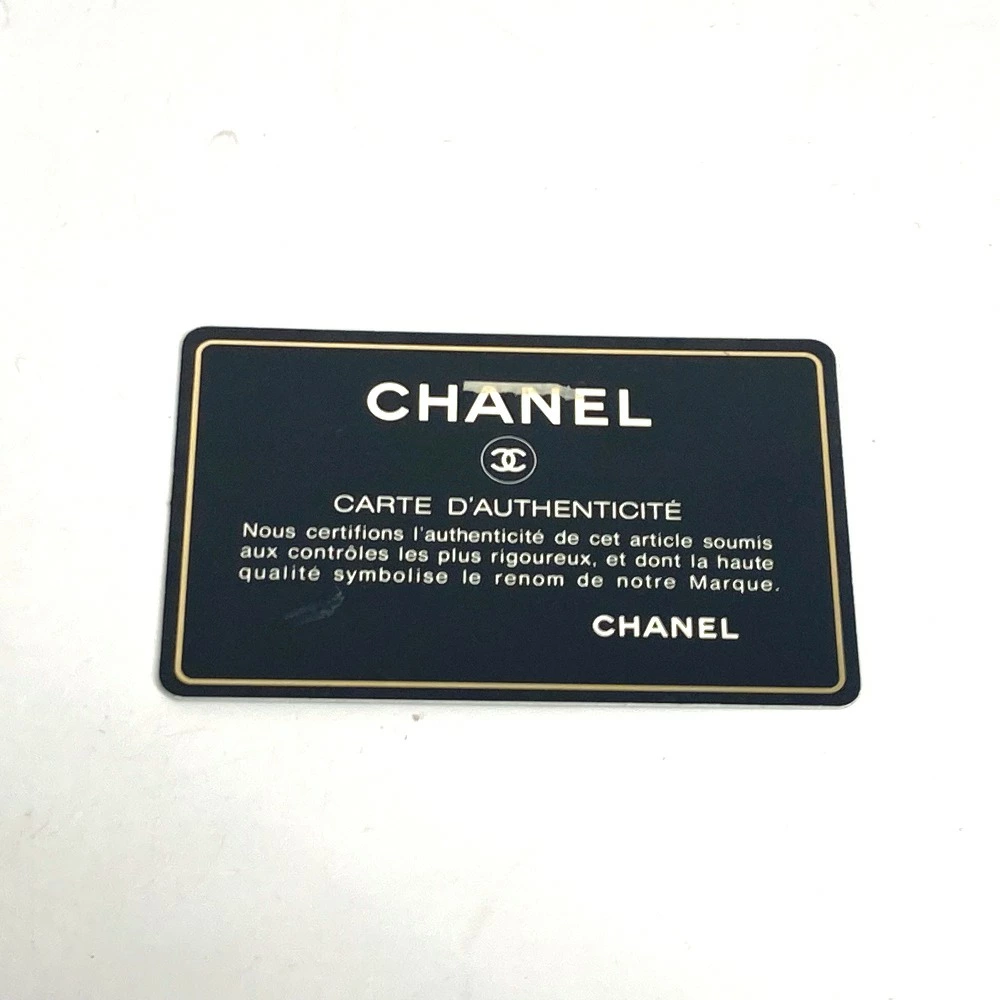 CHANEL
CARTE D'AUTHENTICITÉ
Nous certifions l'authenticité de cet article soumis
aux contrôles les plus rigoureux, et dont la haute
qualité symbolise le renom de notre Marque.
CHANEL